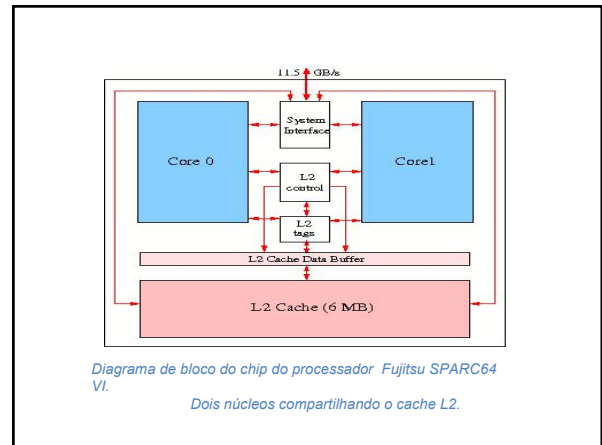 11.5 GB/s
System
Interface
Core 0
Core1
L2
control
L2
tags
L2 Cache Data Buffer
L2 Cache (6 MB)
Diagrama de bloco do chip do processador Fujitsu SPARC64
VI.
Dois núcleos compartilhando o cache L2.